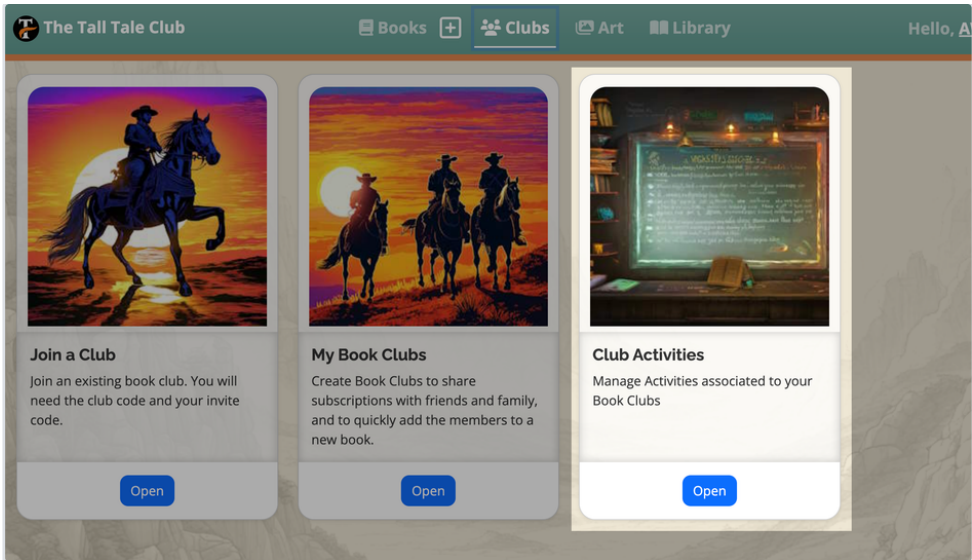 The Tall Tale Club
Books
Clubs
Art
Library
Hello,
Join a Club
Join an existing book club. You will
need the club code and your invite
code.
Open
My Book Clubs
Create Book Clubs to share
subscriptions with friends and family,
and to quickly add the members to a
new book.
Open
Club Activities
Manage Activities associated to your
Book Clubs
Open